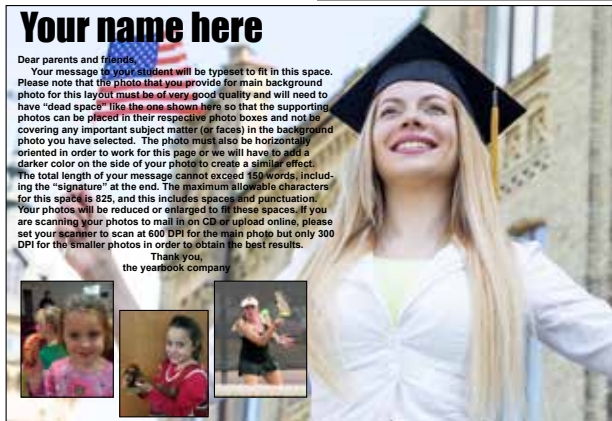 Your name here
Dear parents and friends,
Your message to your student will be typeset to fit in this space.
Please note that the photo that you provide for main background
photo for this layout must be of very good quality and will need to
have “dead space” like the one shown here so that the supporting
photos can be placed in their respective photo boxes and not be
covering any important subject matter (or faces) in the background
photo you have selected. The photo must also be horizontally
oriented in order to work for this page or we will have to add a
darker color on the side of your photo to create a similar effect.
The total length of your message cannot exceed 150 words, includ-
ing the “signature” at the end. The maximum allowable characters
for this space is 825, and this includes spaces and punctuation.
Your photos will be reduced or enlarged to fit these spaces. If you
are scanning your photos to mail in on CD or upload online, please
set your scanner to scan at 600 DPI for the main photo but only 300
DPI for the smaller photos in order to obtain the best results.
Thank you,
the yearbook company